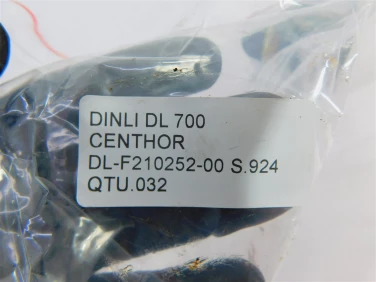 DINLI DL 700
CENTHOR
DL-F210252-00 S.924
QTU.032